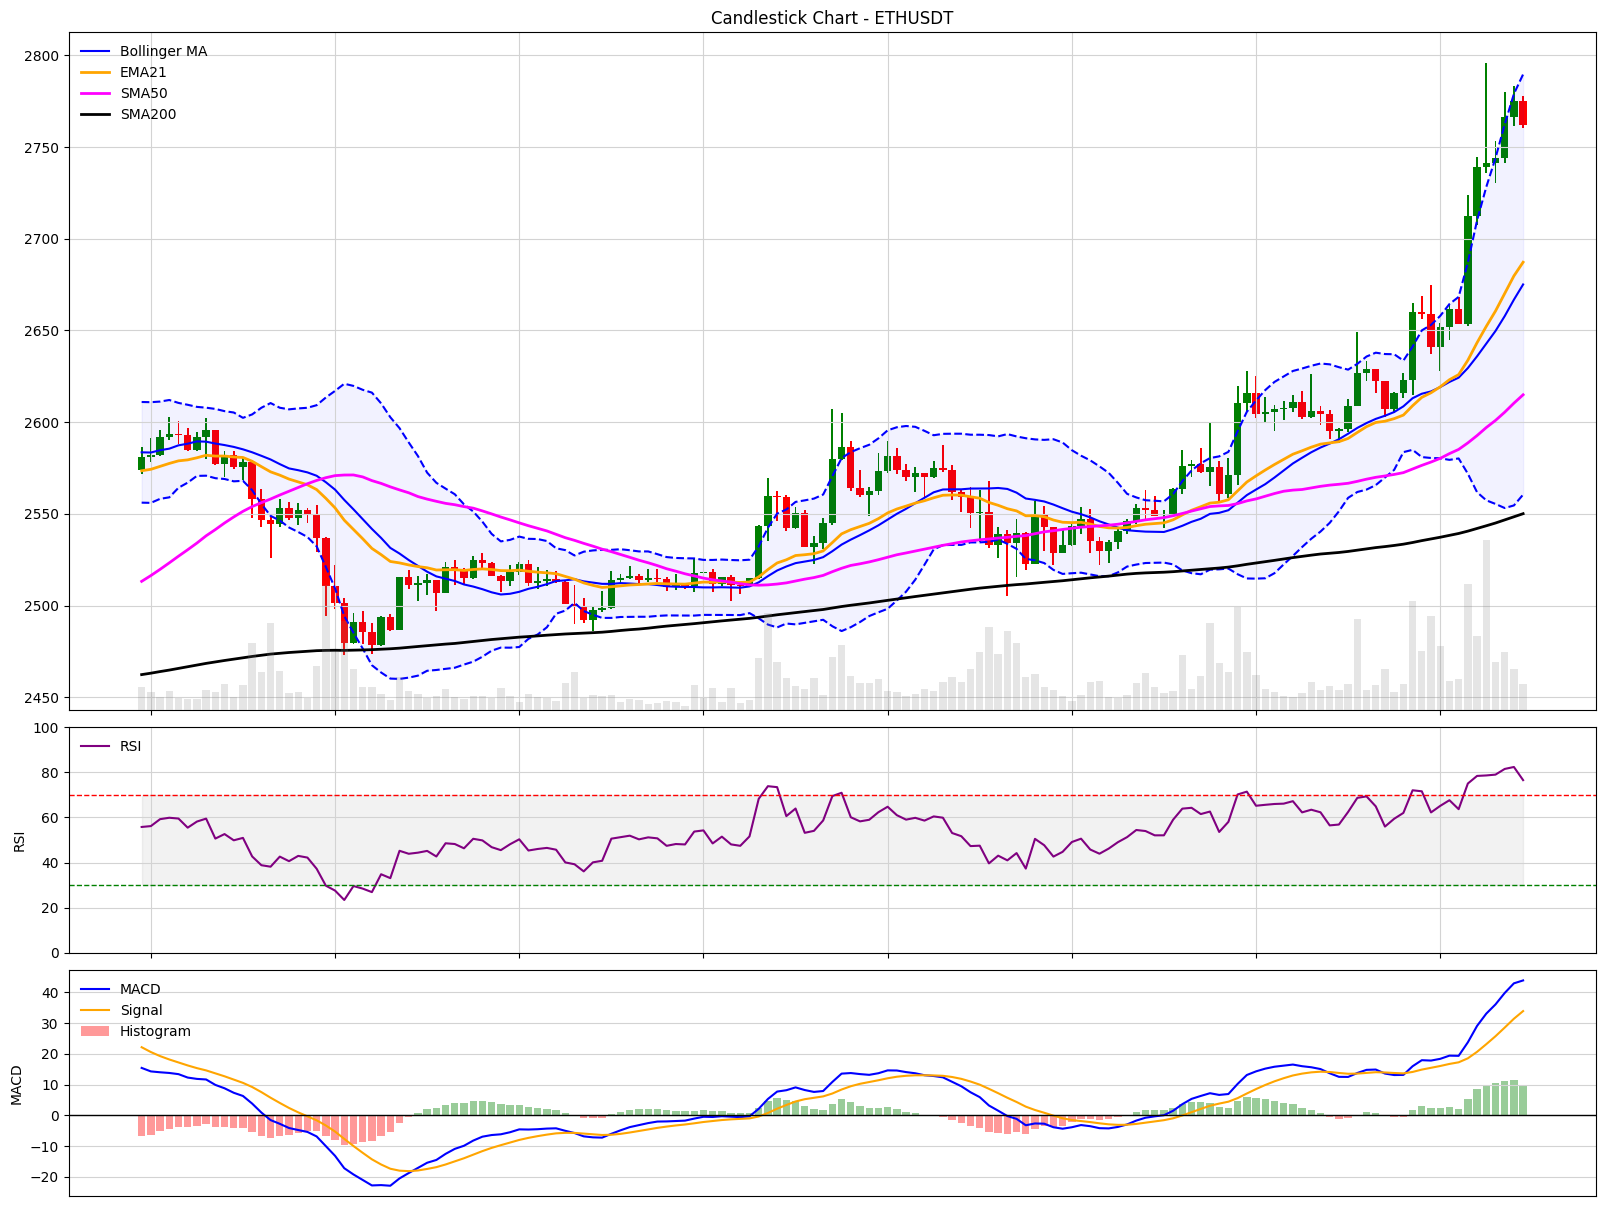 Candlestick Chart - ETHUSDT
Bollinger MA
EMA21
SMA50
SMA200
2800
2750
2700
2650
2600
2550
2500
2450
RSI
100
80
60
40
20
0
RSI
MACD
Signal
Histogram
40
30
20
10
0
−10
−20
MACD